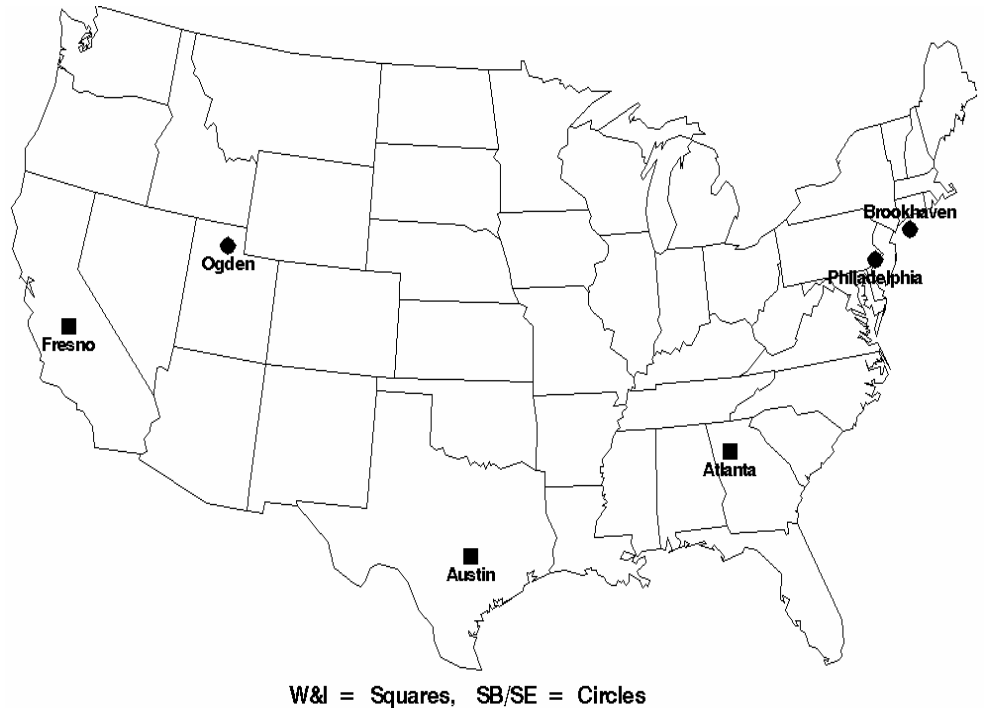 Brookhaven
Ogden
Philadelphia
Fresno
Atlanta
Austin
W&I = Squares, SB/SE = Circles